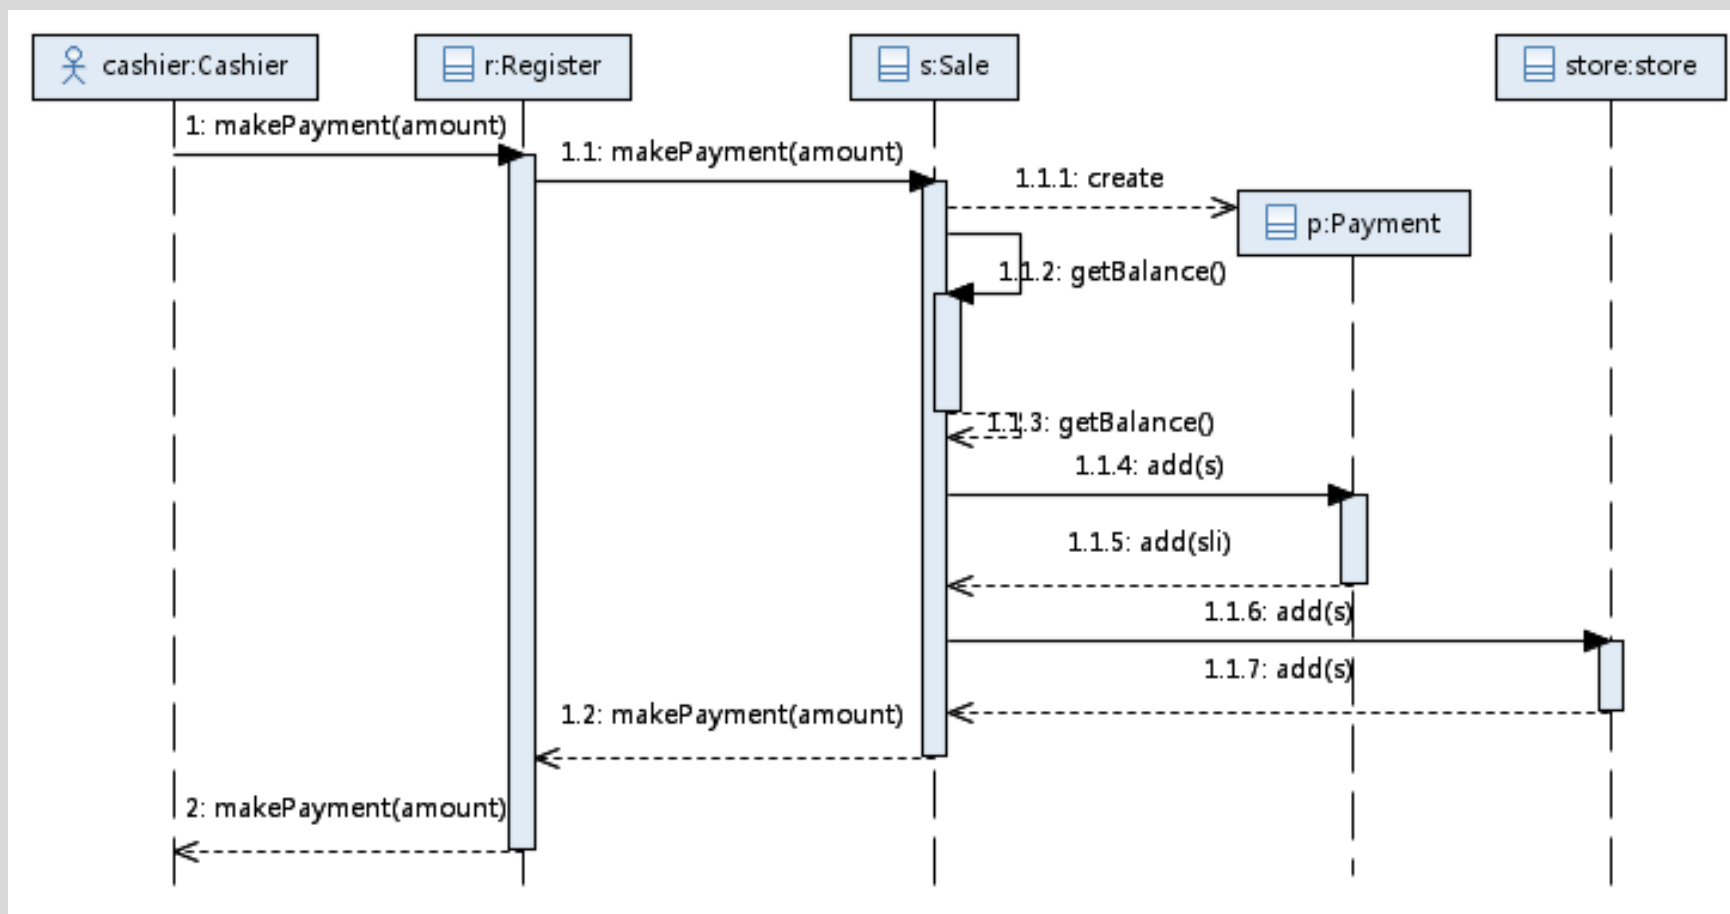 cashier:Cashier
r:Register
s:Sale
store:store
1: makePayment(amount)
1.1: makePayment(amount)
1.1.1: create
p:Payment
1.1.2: getBalance()
1.1.3: getBalance()
1.1.4: add(s)
1.1.5: add(sli)
1.1.6: add(s)
1.1.7: add(s)
1.2: makePayment(amount)
2: makePayment(amount)